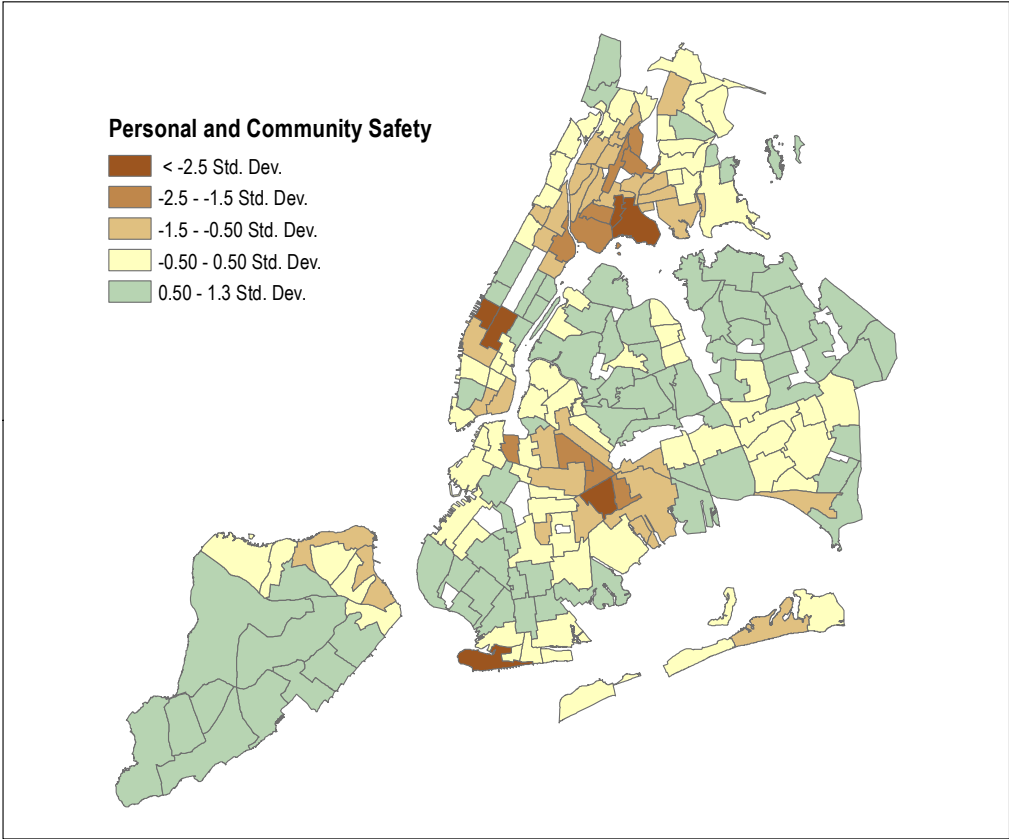 Personal and Community Safety
< -2.5 Std. Dev.
-2.5 - -1.5 Std. Dev.
-1.5 - -0.50 Std. Dev.
-0.50 - 0.50 Std. Dev.
0.50 - 1.3 Std. Dev.